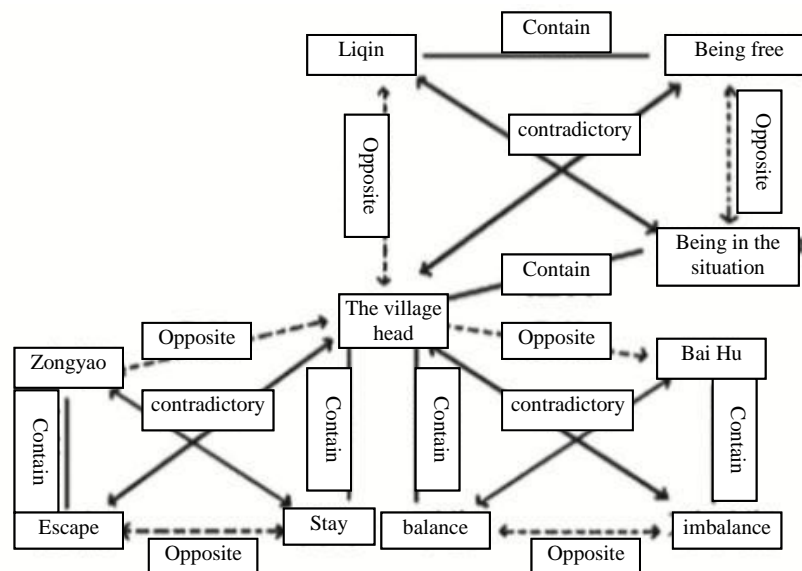 Contain
Liqin
Being free
contradictory
Opposite
Opposite
Being in the
situation
Contain
The village
head
Opposite
Opposite
Zongyao
Bai Hu
Contain
contradictory
Contain
Contain
contradictory
Contain
Escape
Stay
balance
imbalance
Opposite
Opposite